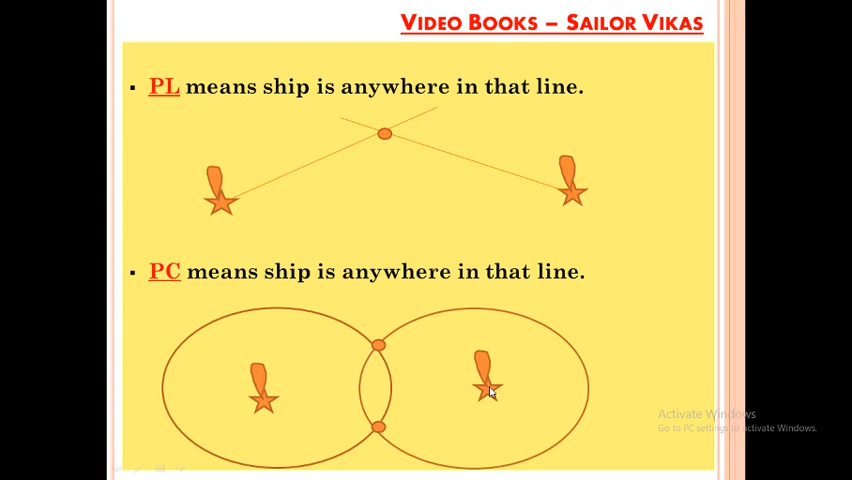 VIDEO BOOKS – SAILOR VIKAS
▪ PL means ship is anywhere in that line.
▪ PC means ship is anywhere in that line.
Activate Windows
Go to PC settings to activate Windows.